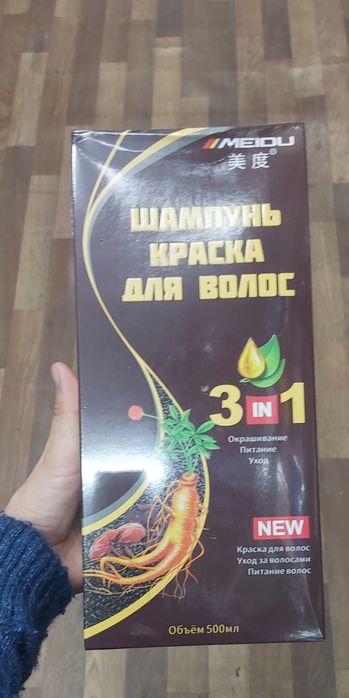 MEIDU
美度®
ШАМПУНЬ
КРАСКА
ДЛЯ ВОЛОС
3 IN 1
Окрашивание
Питание
Уход
NEW
Краска для волос
Уход за волосами
Питание волос
Объём 500мл